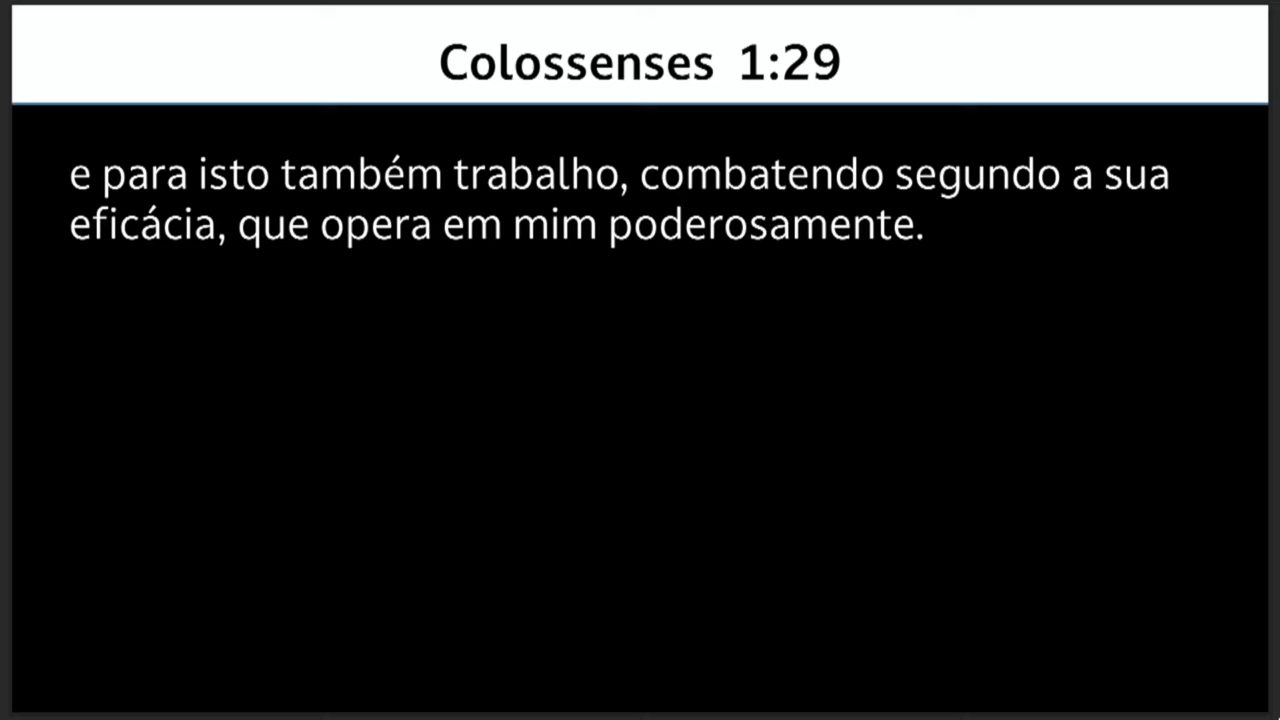 Colossenses 1:29
e para isto também trabalho, combatendo segundo a sua
eficácia, que opera em mim poderosamente.